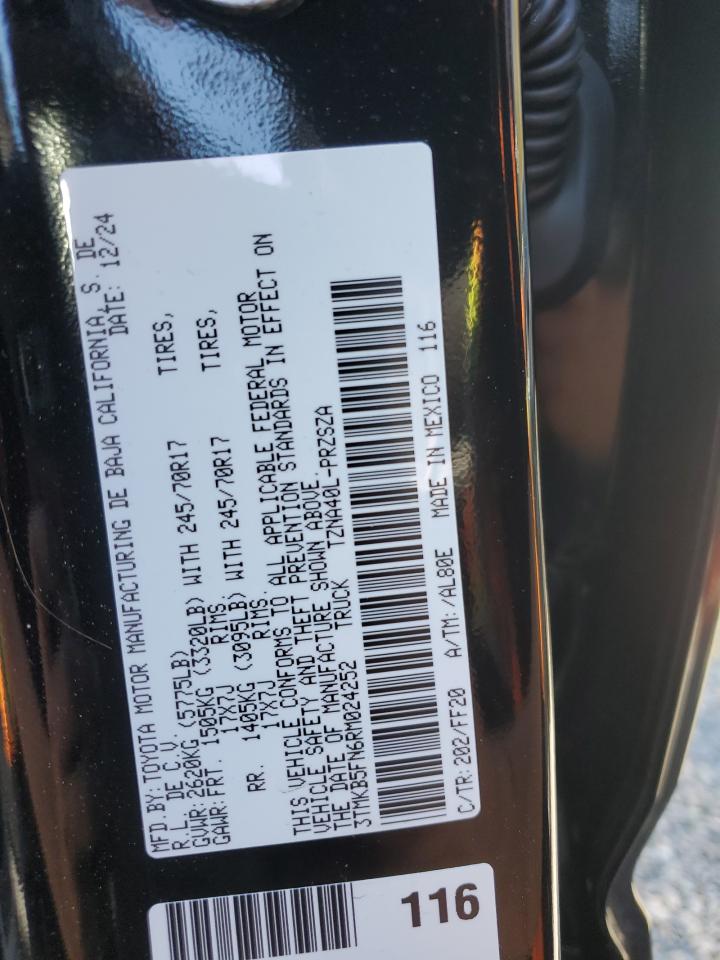 MFD.BY: TOYOTA MOTOR MANUFACTURING DE BAJA CALIFORNIA, S. DE
R.L. DE C.V. DATE: 12/24
GVWR: 2620KG (5775LB)
GAWR: FRT. 1505KG (3320LB) WITH 245/70R17 TIRES,
17X7J RIMS
RR. 1405KG (3095LB) WITH 245/70R17 TIRES,
17X7J RIMS.
THIS VEHICLE CONFORMS TO ALL APPLICABLE FEDERAL MOTOR
VEHICLE SAFETY AND THEFT PREVENTION STANDARDS IN EFFECT ON
THE DATE OF MANUFACTURE SHOWN ABOVE.
3TMKB5FN6RM024252 TRUCK TZNA40L-PRZSZA
C/TR: 202/FF20 A/TM: /AL80E MADE IN MEXICO 116
116